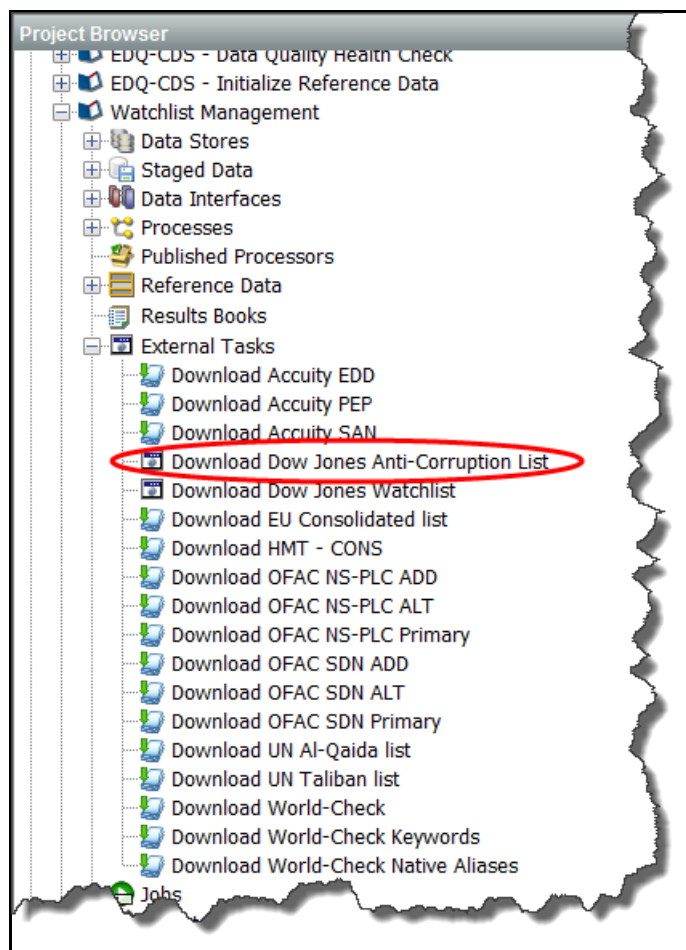 Project Browser
EDQ-CDS - Data Quality Health Check
EDQ-CDS - Initialize Reference Data
Watchlist Management
Data Stores
Staged Data
Data Interfaces
Processes
Published Processors
Reference Data
Results Books
External Tasks
Download Accuity EDD
Download Accuity PEP
Download Accuity SAN
Download Dow Jones Anti-Corruption List
Download Dow Jones Watchlist
Download EU Consolidated list
Download HMT - CONS
Download OFAC NS-PLC ADD
Download OFAC NS-PLC ALT
Download OFAC NS-PLC Primary
Download OFAC SDN ADD
Download OFAC SDN ALT
Download OFAC SDN Primary
Download UN Al-Qaida list
Download UN Taliban list
Download World-Check
Download World-Check Keywords
Download World-Check Native Aliases
Jobs